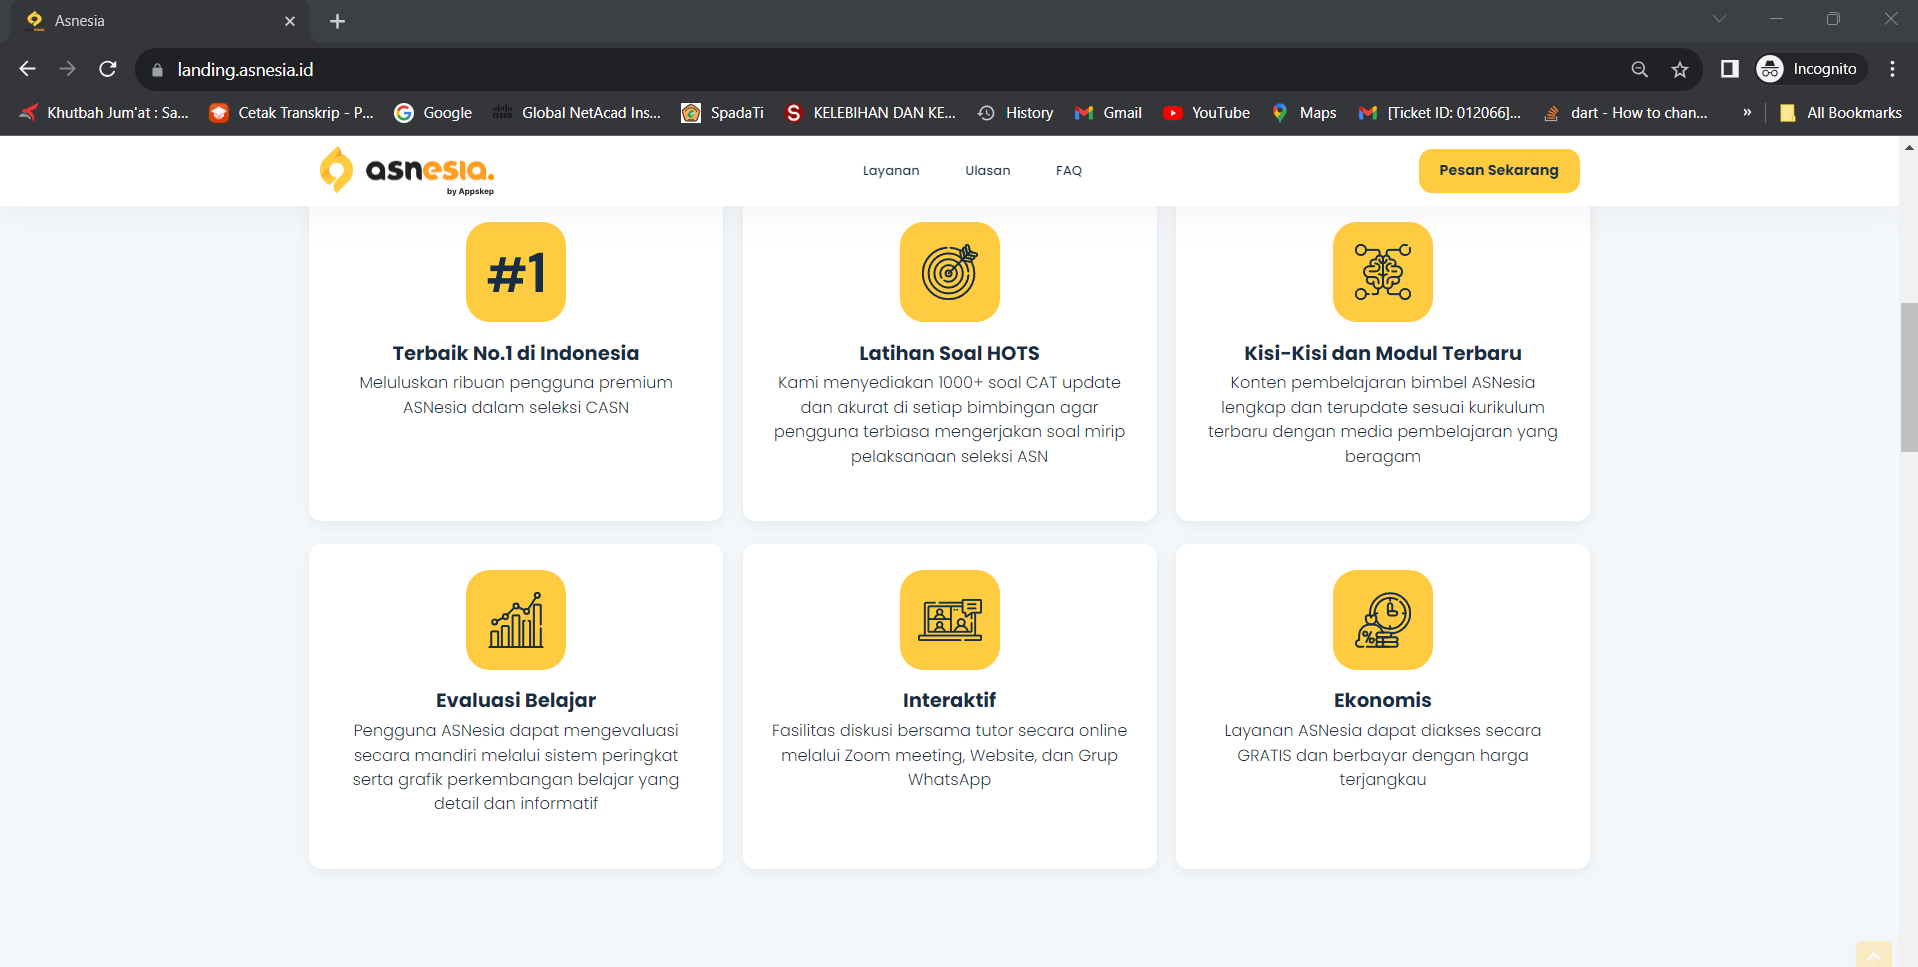 Asnesia
landing.asnesia.id
Incognito
Khutbah Jum'at : Sa...
Cetak Transkrip - P...
Google
Global NetAcad Ins...
SpadaTi
KELEBIHAN DAN KE...
History
Gmail
YouTube
Maps
[Ticket ID: 012066]...
dart - How to chan...
»
All Bookmarks
asnesia.
by Appskep
Layanan
Ulasan
FAQ
Pesan Sekarang
#1
Terbaik No.1 di Indonesia
Meluluskan ribuan pengguna premium
ASNesia dalam seleksi CASN
Latihan Soal HOTS
Kami menyediakan 1000+ soal CAT update
dan akurat di setiap bimbingan agar
pengguna terbiasa mengerjakan soal mirip
pelaksanaan seleksi ASN
Kisi-Kisi dan Modul Terbaru
Konten pembelajaran bimbel ASNesia
lengkap dan terupdate sesuai kurikulum
terbaru dengan media pembelajaran yang
beragam
Evaluasi Belajar
Pengguna ASNesia dapat mengevaluasi
secara mandiri melalui sistem peringkat
serta grafik perkembangan belajar yang
detail dan informatif
Interaktif
Fasilitas diskusi bersama tutor secara online
melalui Zoom meeting, Website, dan Grup
WhatsApp
%
Ekonomis
Layanan ASNesia dapat diakses secara
GRATIS dan berbayar dengan harga
terjangkau